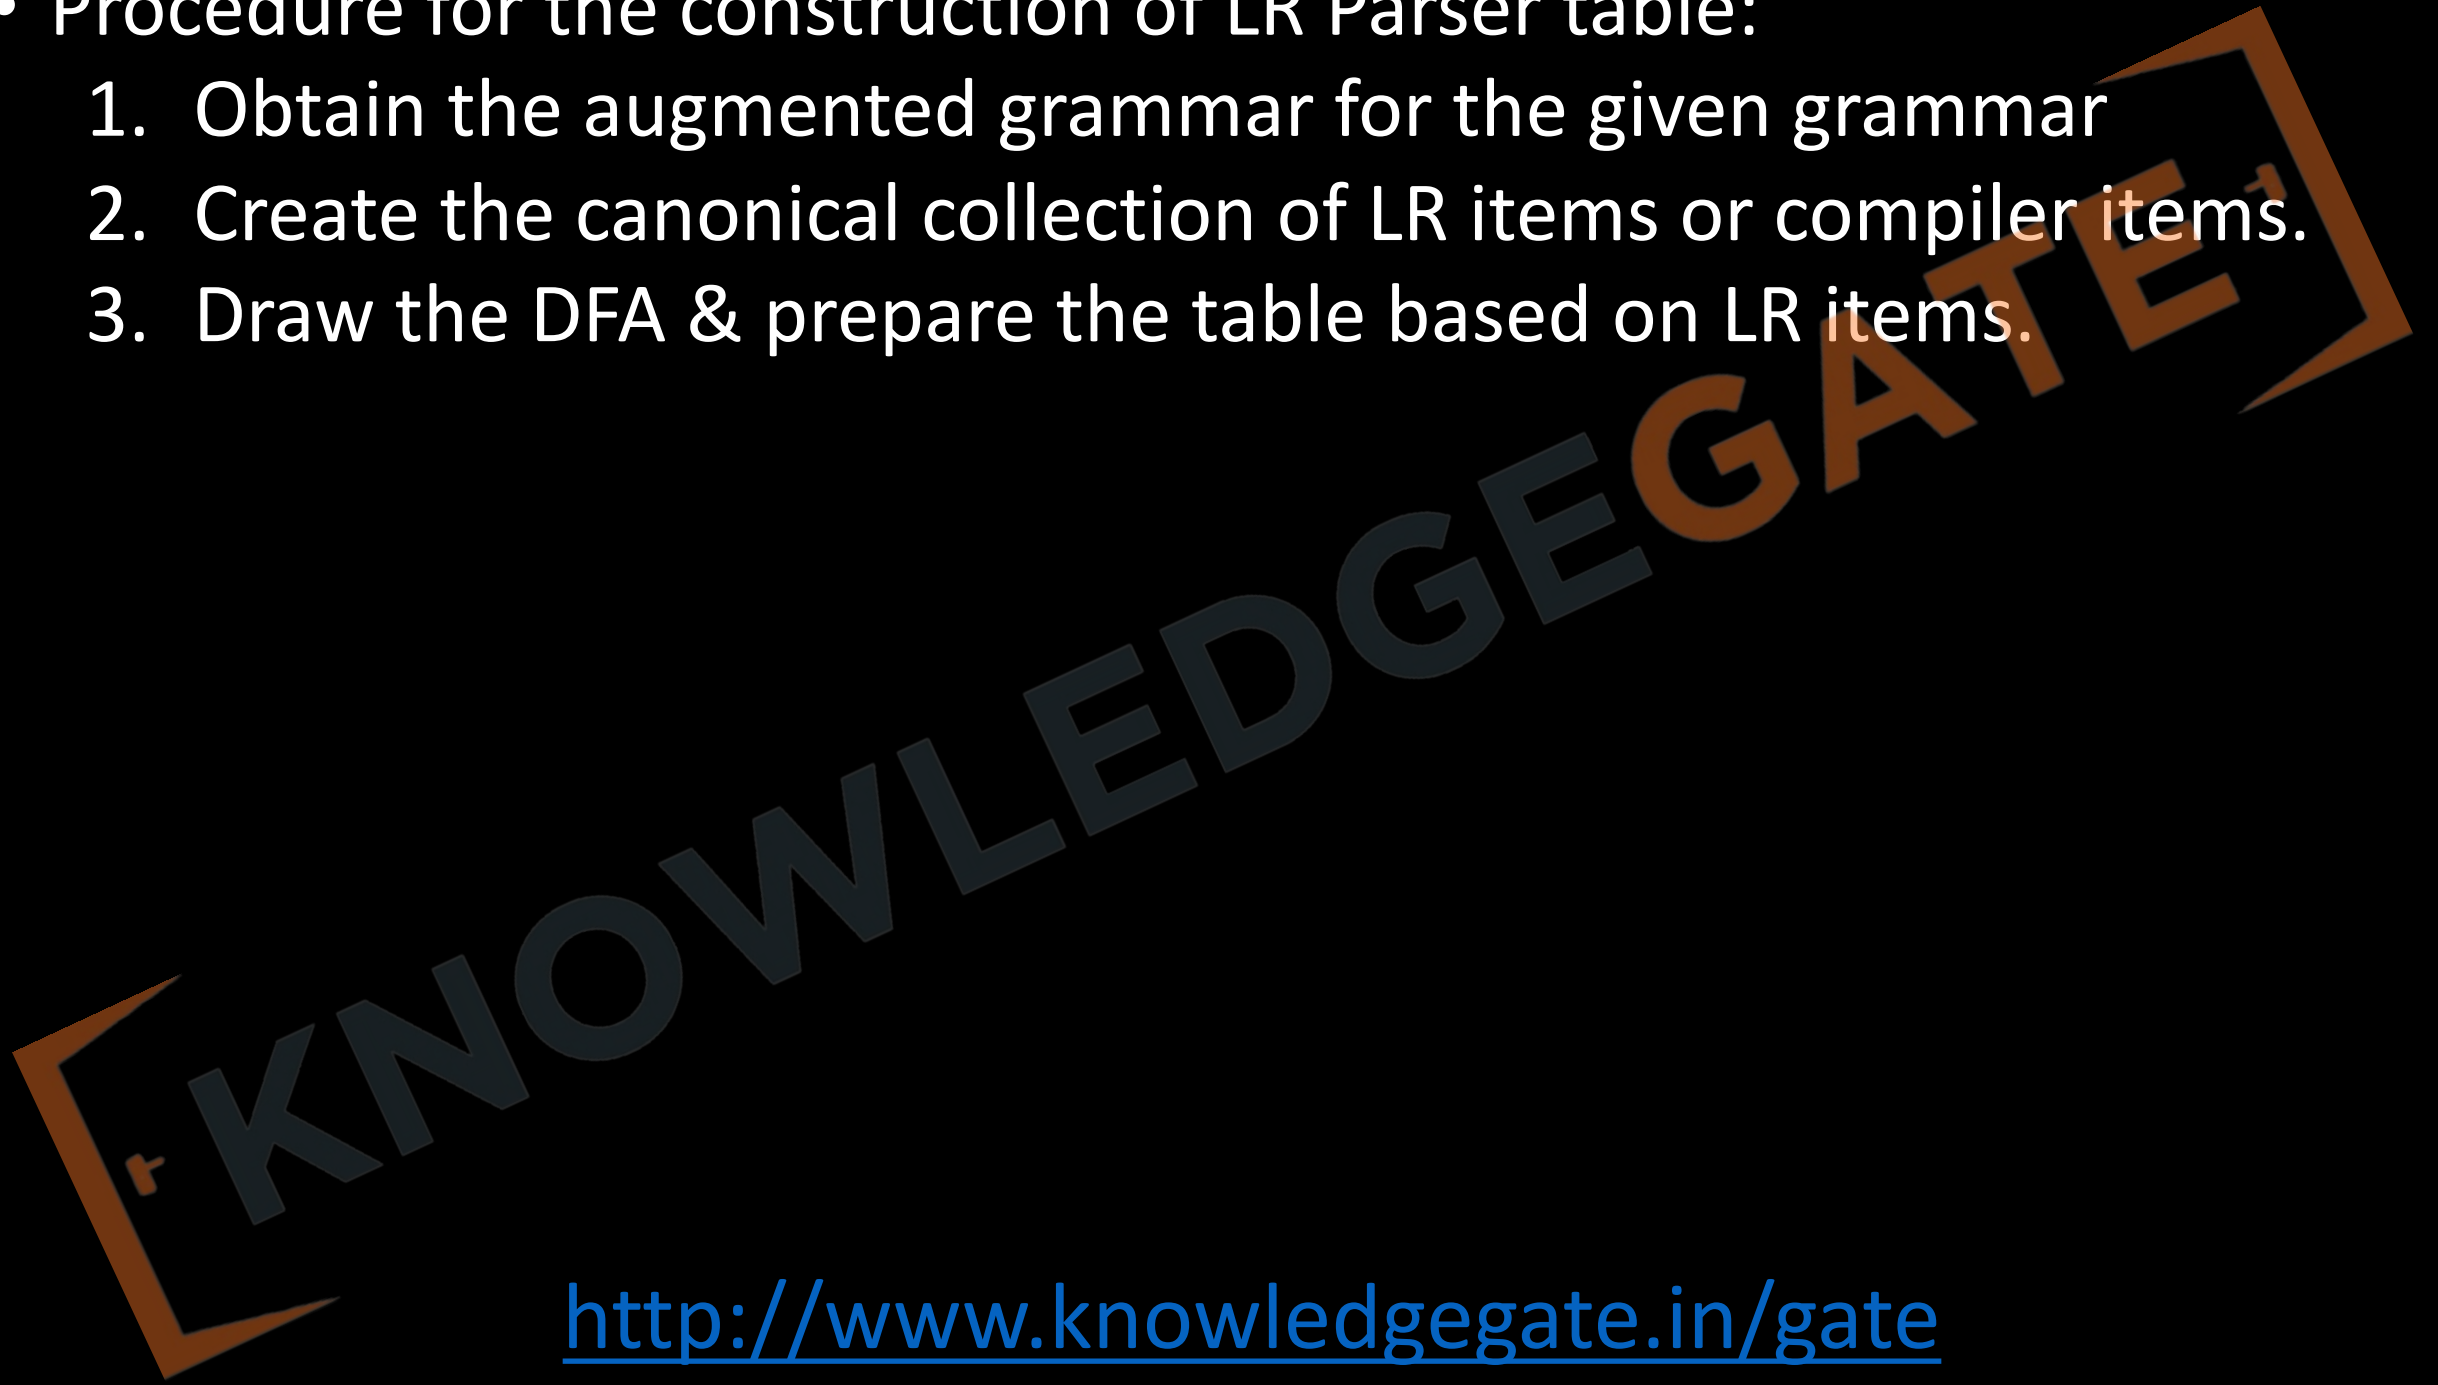 • Procedure for the construction of LR Parser table:
1. Obtain the augmented grammar for the given grammar
2. Create the canonical collection of LR items or compiler items.
3. Draw the DFA & prepare the table based on LR items.
KNOWLEDGEGATE
http://www.knowledgegate.in/gate